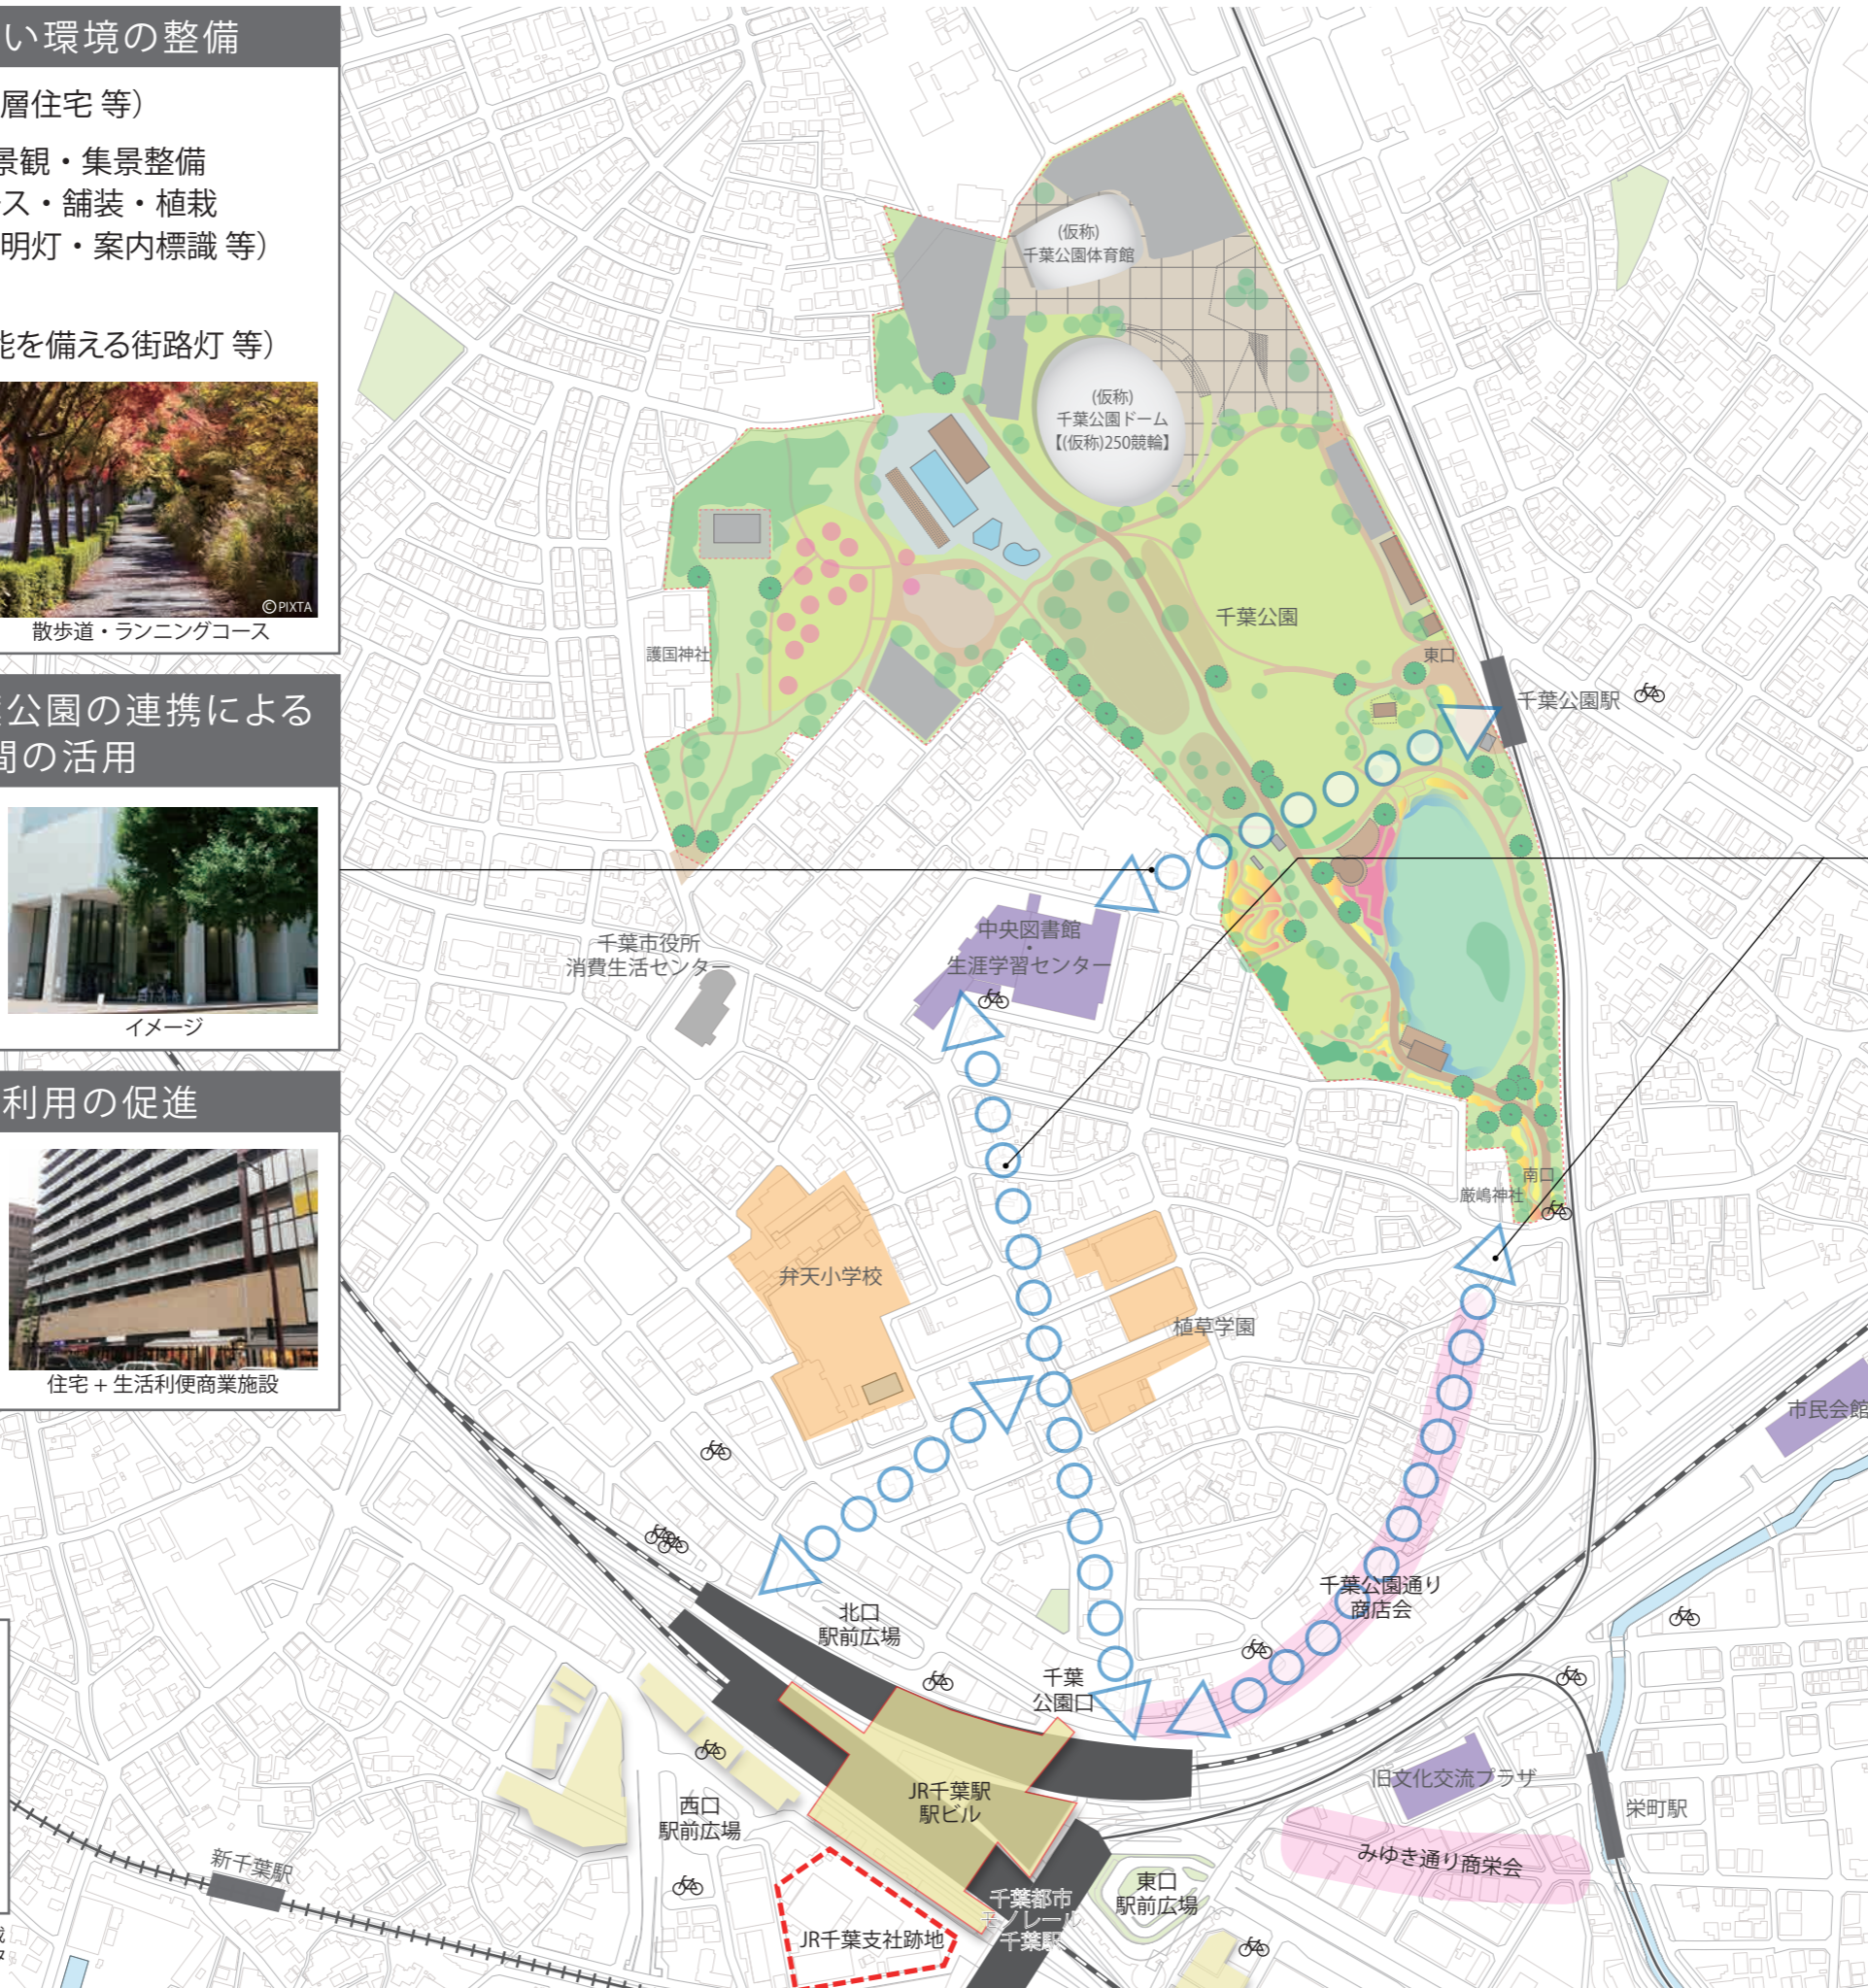 い環境の整備
層住宅 等）
景観・集景整備
ス・舗装・植栽
明灯・案内標識 等）
能を備える街路灯 等）
©PIXTA
散歩道・ランニングコース
公園の連携による
間の活用
イメージ
利用の促進
住宅 + 生活利便商業施設
(仮称)
千葉公園体育館
(仮称)
千葉公園ドーム
【(仮称)250競輪】
千葉公園
護国神社
東口
千葉公園駅
中央図書館
・
生涯学習センター
千葉市役所
消費生活センター
南口
厳嶋神社
弁天小学校
植草学園
市民会館
千葉公園通り
商店会
北口
駅前広場
千葉
公園口
JR千葉駅
駅ビル
西口
駅前広場
旧文化交流プラザ
栄町駅
みゆき通り商栄会
新千葉駅
東口
駅前広場
千葉都市
モノレール
千葉駅
JR千葉支社跡地